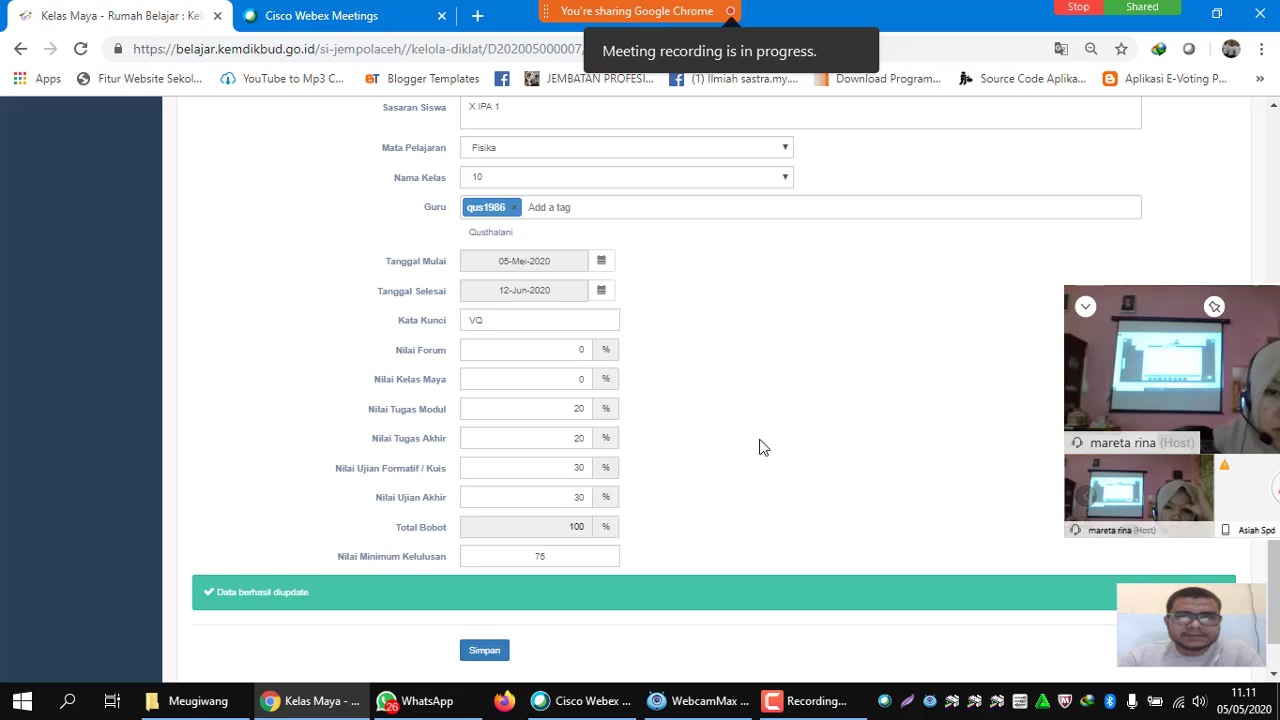 Kelas Maya - Rumah Belajar : Kel
Cisco Webex Meetings
You're sharing Google Chrome
Stop
Shared
https://belajar.kemdikbud.go.id/si-jempolaceh//kelola-diklat/D202005000007/
Meeting recording is in progress.
Apps
Fitur Website Sekol...
YouTube to Mp3 C...
Blogger Templates
JEMBATAN PROFESI...
(1) Ilmiah sastra.my....
Download Program...
Source Code Aplika...
Aplikasi E-Voting P...
Sasaran Siswa
X IPA 1
Mata Pelajaran
Fisika
Nama Kelas
10
Guru
qus1986 ×
Add a tag
Qusthalani
Tanggal Mulai
05-Mei-2020
Tanggal Selesai
12-Jun-2020
Kata Kunci
VQ
Nilai Forum
0 %
Nilai Kelas Maya
0 %
Nilai Tugas Modul
20 %
Nilai Tugas Akhir
20 %
Nilai Ujian Formatif / Kuis
30 %
Nilai Ujian Akhir
30 %
Total Bobot
100 %
Nilai Minimum Kelulusan
75
Data berhasil diupdate
Simpan
mareta rina (Host)
mareta rina (Host)
Asiah Spd
Meugiwang
Kelas Maya - ...
26
WhatsApp
Cisco Webex ...
WebcamMax ...
Recording...
11.11
05/05/2020